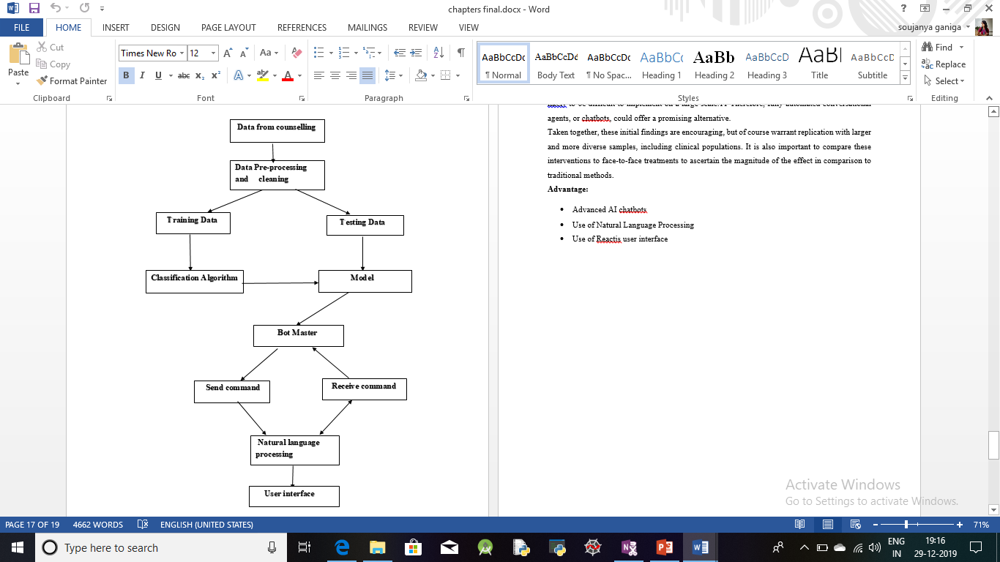 chapters final.docx - Word
FILE HOME INSERT DESIGN PAGE LAYOUT REFERENCES MAILINGS REVIEW VIEW
soujanya ganiga
Paste
Cut
Copy
Format Painter
Clipboard
Times New Ro 12
Aa
B I U abc x₂ x²
Font
Paragraph
AaBbCcDc AaBbCcDd AaBbCcDc AaBbCc AaBb AaBbCcD AaBl AaBbCcD
¶ Normal Body Text ¶ No Spac... Heading 1 Heading 2 Heading 3 Title Subtitle
Styles
Find
Replace
Select
Editing
Data from counselling
Data Pre-processing
and cleaning
Training Data
Testing Data
Classification Algorithm
Model
Bot Master
Send command
Receive command
Natural language
processing
User interface
to be difficult to implement on a large scale. Therefore, fully automated conversational
agents, or chatbots, could offer a promising alternative.
Taken together, these initial findings are encouraging, but of course warrant replication with larger
and more diverse samples, including clinical populations. It is also important to compare these
interventions to face-to-face treatments to ascertain the magnitude of the effect in comparison to
traditional methods.
Advantage:
• Advanced AI chatbots
• Use of Natural Language Processing
• Use of Reactjs user interface
Activate Windows
Go to Settings to activate Windows.
PAGE 17 OF 19 4662 WORDS ENGLISH (UNITED STATES)
71%
Type here to search
ENG
IN
19:16
29-12-2019